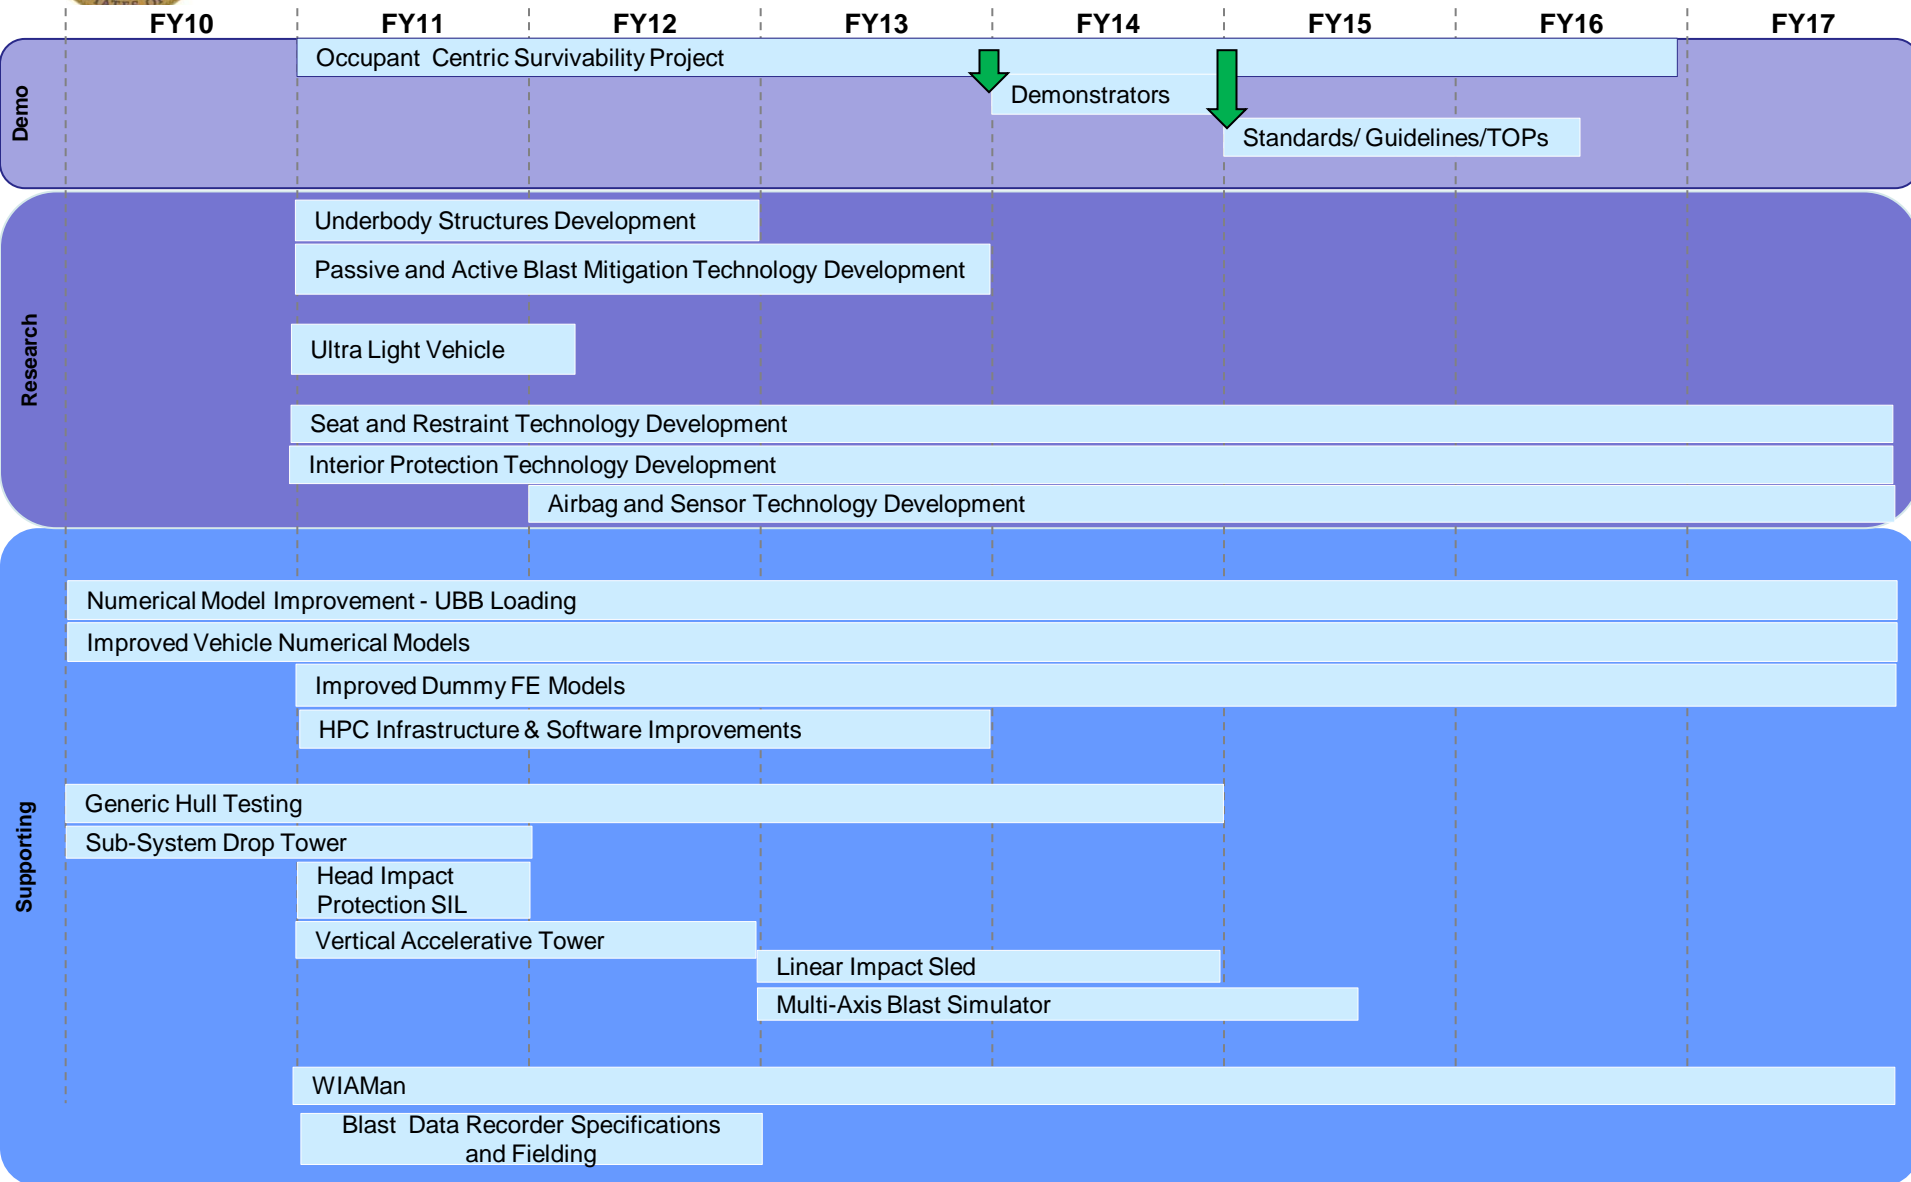 FY10 FY11 FY12 FY13 FY14 FY15 FY16 FY17
Demo
Occupant Centric Survivability Project
Demonstrators
Standards/ Guidelines/TOPs
Research
Underbody Structures Development
Passive and Active Blast Mitigation Technology Development
Ultra Light Vehicle
Seat and Restraint Technology Development
Interior Protection Technology Development
Airbag and Sensor Technology Development
Supporting
Numerical Model Improvement - UBB Loading
Improved Vehicle Numerical Models
Improved Dummy FE Models
HPC Infrastructure & Software Improvements
Generic Hull Testing
Sub-System Drop Tower
Head Impact
Protection SIL
Vertical Accelerative Tower
Linear Impact Sled
Multi-Axis Blast Simulator
WIAMan
Blast Data Recorder Specifications
and Fielding